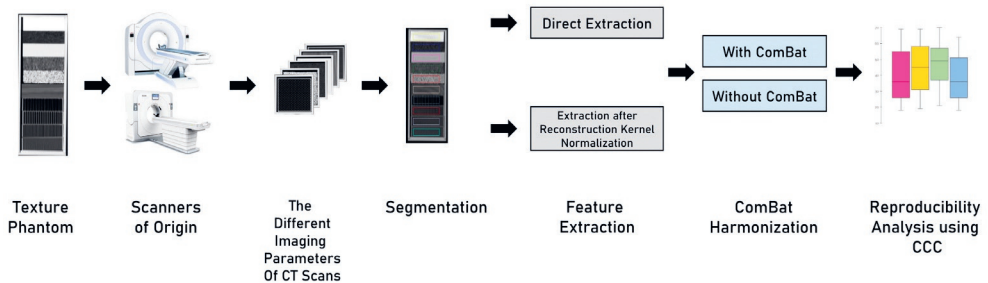 Direct Extraction
With ComBat
Without ComBat
Extraction after
Reconstruction Kernel
Normalization
Texture
Phantom
Scanners
of Origin
The
Different
Imaging
Parameters
Of CT Scans
Segmentation
Feature
Extraction
ComBat
Harmonization
Reproducibility
Analysis using
CCC